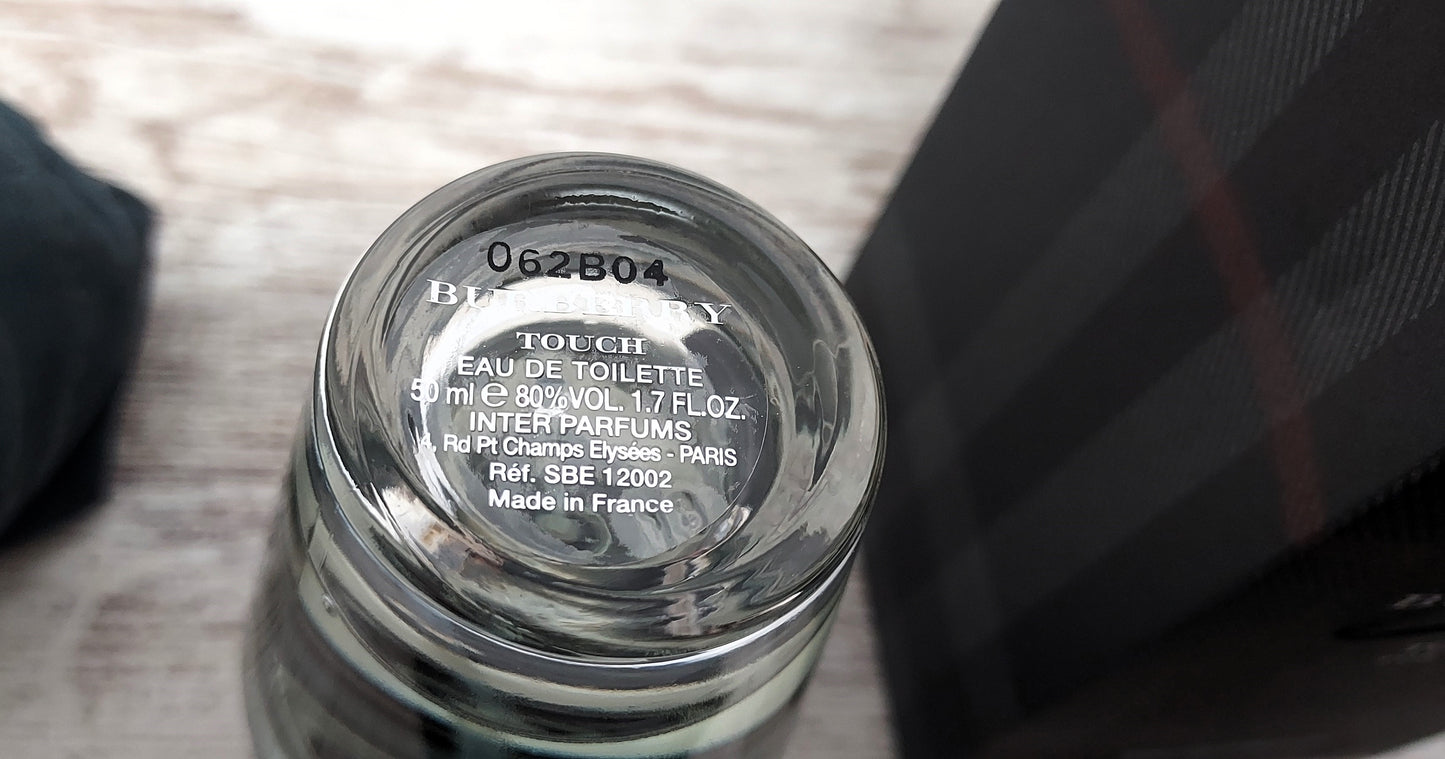 062B04
BURBERRY
TOUCH
EAU DE TOILETTE
50 ml ℮ 80%VOL. 1.7 FL.OZ.
INTER PARFUMS
4, Rd Pt Champs Elysées - PARIS
Réf. SBE 12002
Made in France